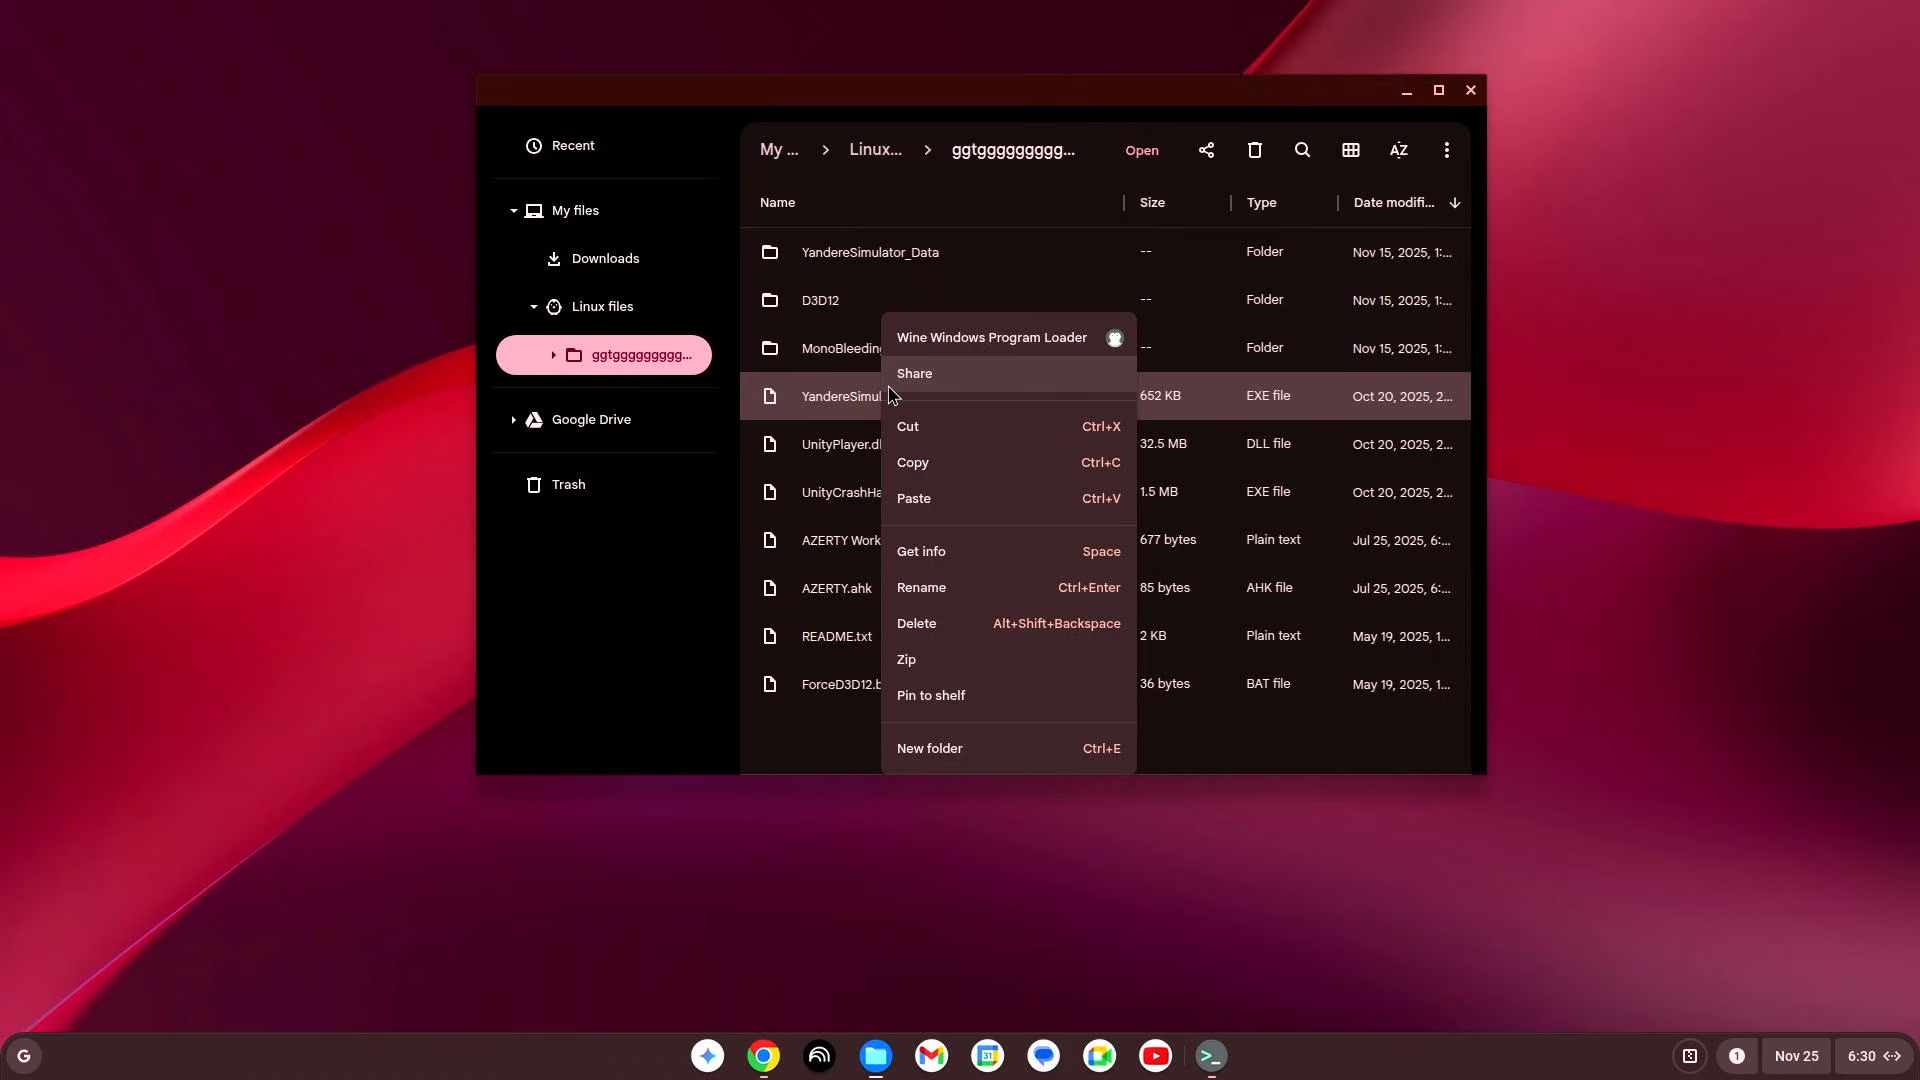 Recent
My files
Downloads
Linux files
ggtgggggggg...
Google Drive
Trash
My ...
Linux...
ggtgggggggg...
Open
AZ
Name
Size
Type
Date modifi...
YandereSimulator_Data
--
Folder
Nov 15, 2025, 1:...
D3D12
--
Folder
Nov 15, 2025, 1:...
MonoBleeding
--
Folder
Nov 15, 2025, 1:...
YandereSimul
652 KB
EXE file
Oct 20, 2025, 2...
UnityPlayer.dl
32.5 MB
DLL file
Oct 20, 2025, 2...
UnityCrashHa
1.5 MB
EXE file
Oct 20, 2025, 2...
AZERTY Work
677 bytes
Plain text
Jul 25, 2025, 6:...
AZERTY.ahk
85 bytes
AHK file
Jul 25, 2025, 6:...
README.txt
2 KB
Plain text
May 19, 2025, 1...
ForceD3D12.b
36 bytes
BAT file
May 19, 2025, 1...
Wine Windows Program Loader
Share
Cut Ctrl+X
Copy Ctrl+C
Paste Ctrl+V
Get info Space
Rename Ctrl+Enter
Delete Alt+Shift+Backspace
Zip
Pin to shelf
New folder Ctrl+E
G
31
>_
1
Nov 25
6:30